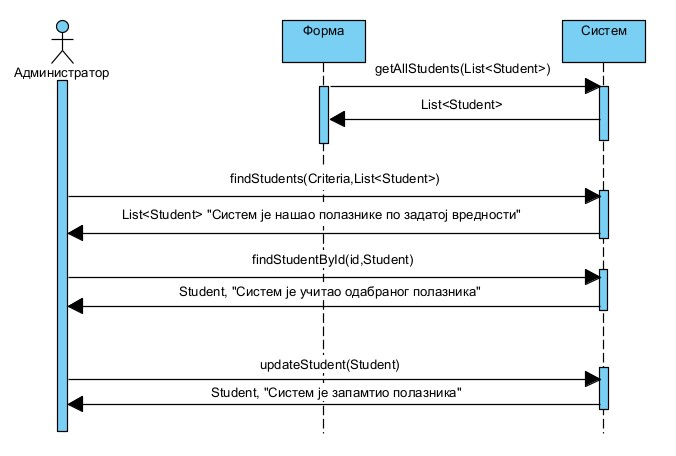 Форма
Систем
Администратор
getAllStudents(List<Student>)
List<Student>
findStudents(Criteria,List<Student>)
List<Student> "Систем је нашао полазнике по задатој вредности"
findStudentById(id,Student)
Student, "Систем је учитао одабраног полазника"
updateStudent(Student)
Student, "Систем је запамтио полазника"